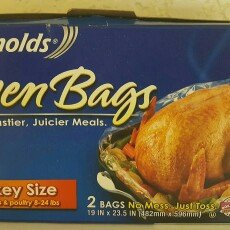 nolds®
en Bags
stier, Juicier Meals.
key Size
s & poultry 8-24 lbs
2 BAGS No Mess. Just Toss.
19 IN x 23.5 IN (482mm x 596mm)